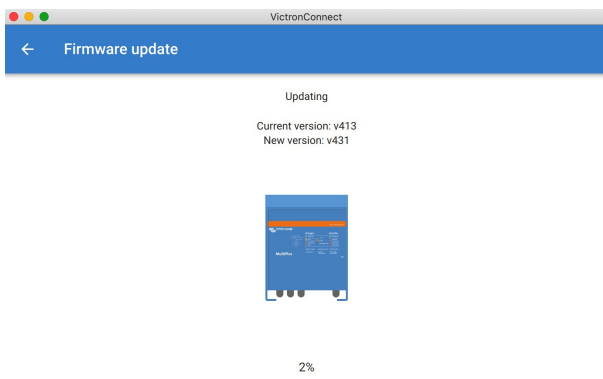 VictronConnect
Firmware update
Updating
Current version: v413
New version: v431
MultiPlus
2%